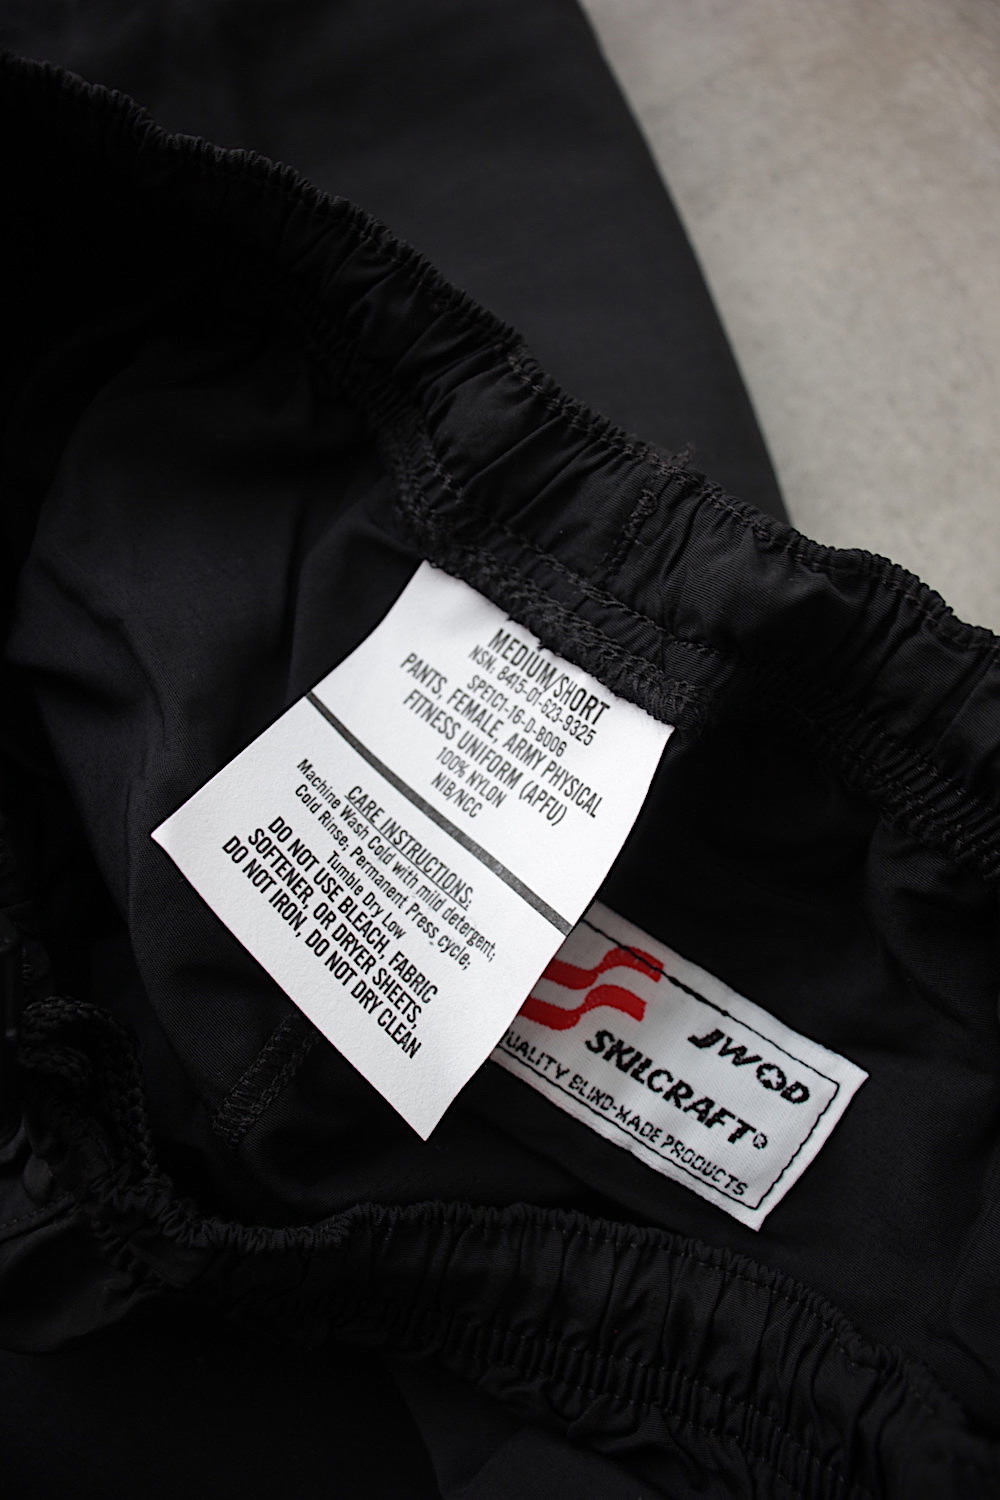 MEDIUM/SHORT
NSN: 8415-01-623-9325
SPE1C1-16-D-B006
PANTS, FEMALE, ARMY PHYSICAL
FITNESS UNIFORM (APFU)
100% NYLON
NIB/NCC
CARE INSTRUCTIONS.
Machine Wash Cold with mild detergent;
Cold Rinse; Permanent Press cycle;
Tumble Dry Low
DO NOT USE BLEACH, FABRIC
SOFTENER, OR DRYER SHEETS,
DO NOT IRON, DO NOT DRY CLEAN
JWOD
SKILCRAFT®
QUALITY BLIND-MADE PRODUCTS